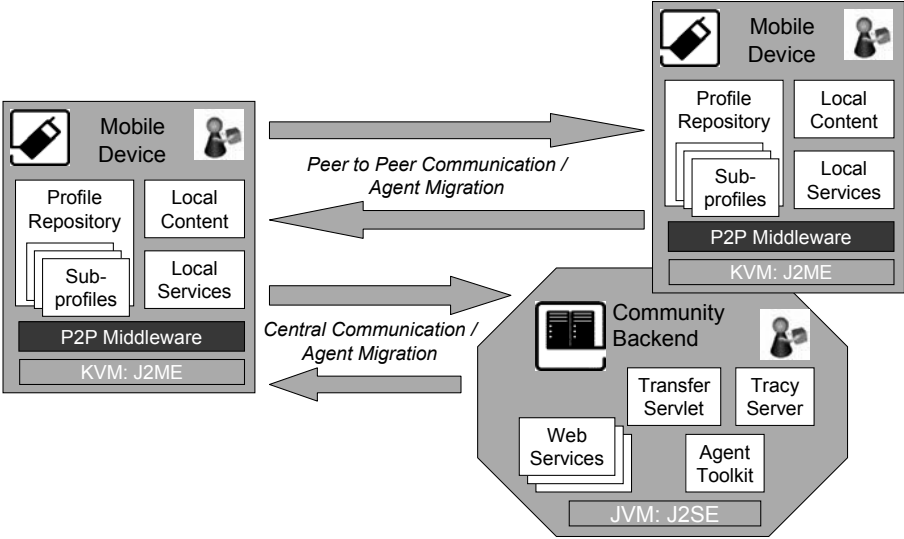 Mobile
Device
Profile
Repository
Sub-
profiles
Local
Content
Local
Services
P2P Middleware
KVM: J2ME
Peer to Peer Communication /
Agent Migration
Central Communication /
Agent Migration
Mobile
Device
Profile
Repository
Sub-
profiles
Local
Content
Local
Services
P2P Middleware
KVM: J2ME
Community
Backend
Transfer
Servlet
Tracy
Server
Web
Services
Agent
Toolkit
JVM: J2SE